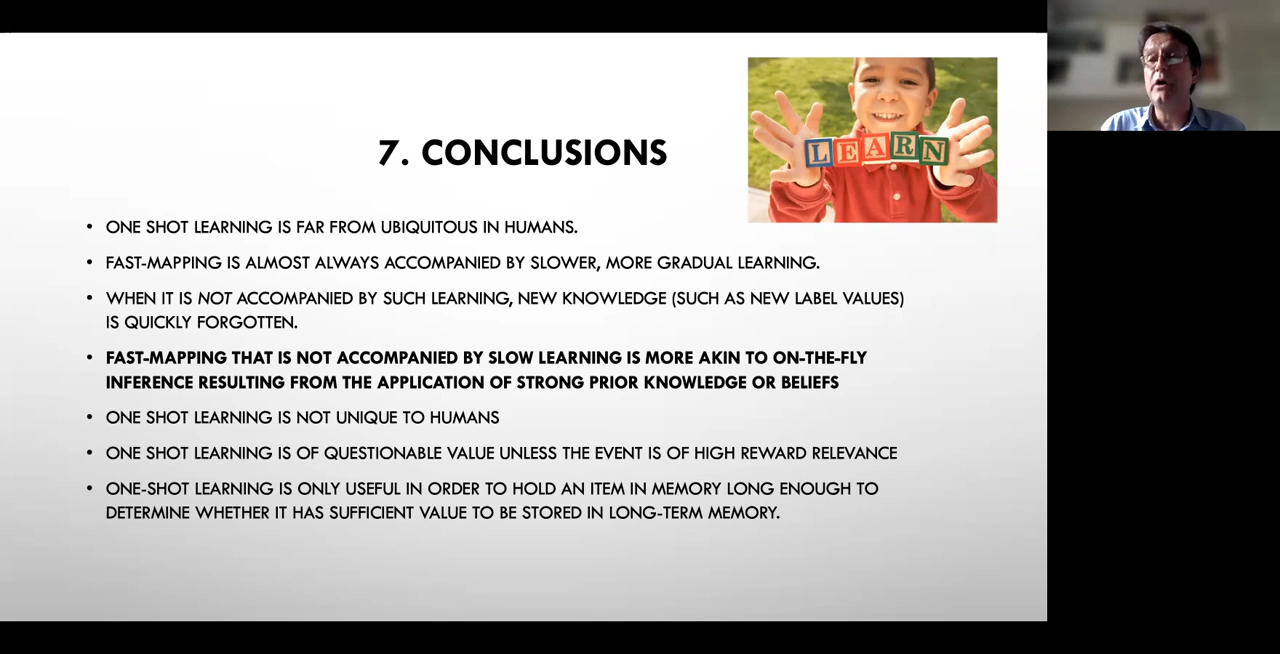 LEARN
7. CONCLUSIONS
• ONE SHOT LEARNING IS FAR FROM UBIQUITOUS IN HUMANS.
• FAST-MAPPING IS ALMOST ALWAYS ACCOMPANIED BY SLOWER, MORE GRADUAL LEARNING.
• WHEN IT IS NOT ACCOMPANIED BY SUCH LEARNING, NEW KNOWLEDGE (SUCH AS NEW LABEL VALUES)
IS QUICKLY FORGOTTEN.
• FAST-MAPPING THAT IS NOT ACCOMPANIED BY SLOW LEARNING IS MORE AKIN TO ON-THE-FLY
INFERENCE RESULTING FROM THE APPLICATION OF STRONG PRIOR KNOWLEDGE OR BELIEFS
• ONE SHOT LEARNING IS NOT UNIQUE TO HUMANS
• ONE SHOT LEARNING IS OF QUESTIONABLE VALUE UNLESS THE EVENT IS OF HIGH REWARD RELEVANCE
• ONE-SHOT LEARNING IS ONLY USEFUL IN ORDER TO HOLD AN ITEM IN MEMORY LONG ENOUGH TO
DETERMINE WHETHER IT HAS SUFFICIENT VALUE TO BE STORED IN LONG-TERM MEMORY.